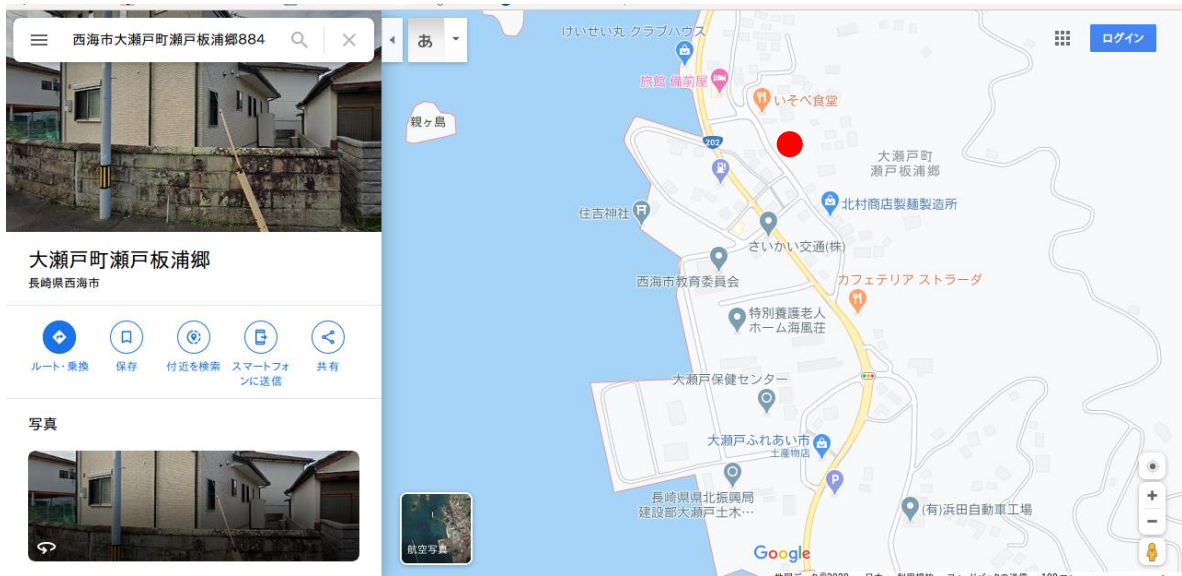 西海市大瀬戸町瀬戸板浦郷884
大瀬戸町瀬戸板浦郷
長崎県西海市
ルート・乗換
保存
付近を検索
スマートフォ
ンに送信
共有
写真
あ
ログイン
けいせい丸 クラブハウス
旅館 備前屋
いそべ食堂
親ヶ島
202
大瀬戸町
瀬戸板浦郷
北村商店製麺製造所
住吉神社
さいかい交通(株)
西海市教育委員会
カフェテリア ストラーダ
特別養護老人
ホーム海風荘
大瀬戸保健センター
大瀬戸ふれあい市
土産物店
P
長崎県県北振興局
建設部大瀬戸土木…
(有)浜田自動車工場
航空写真
Google